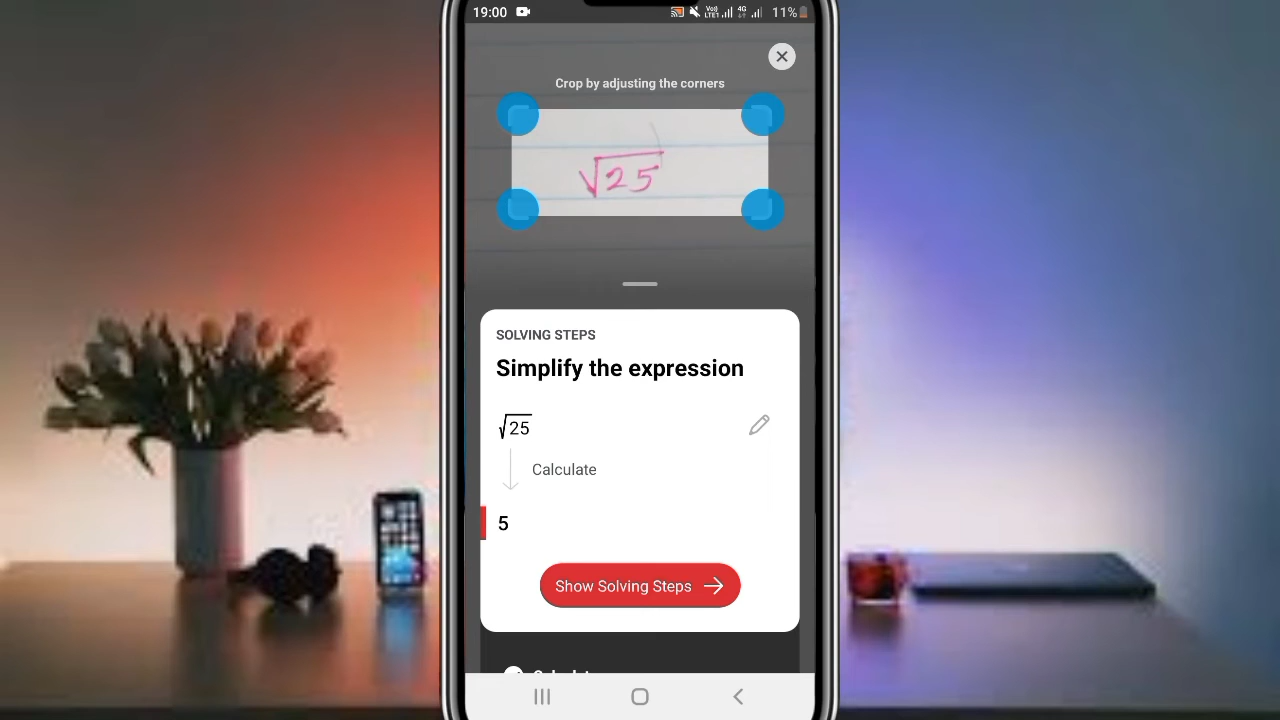 19:00 11%
Crop by adjusting the corners
√25
SOLVING STEPS
Simplify the expression
√25
Calculate
5
Show Solving Steps